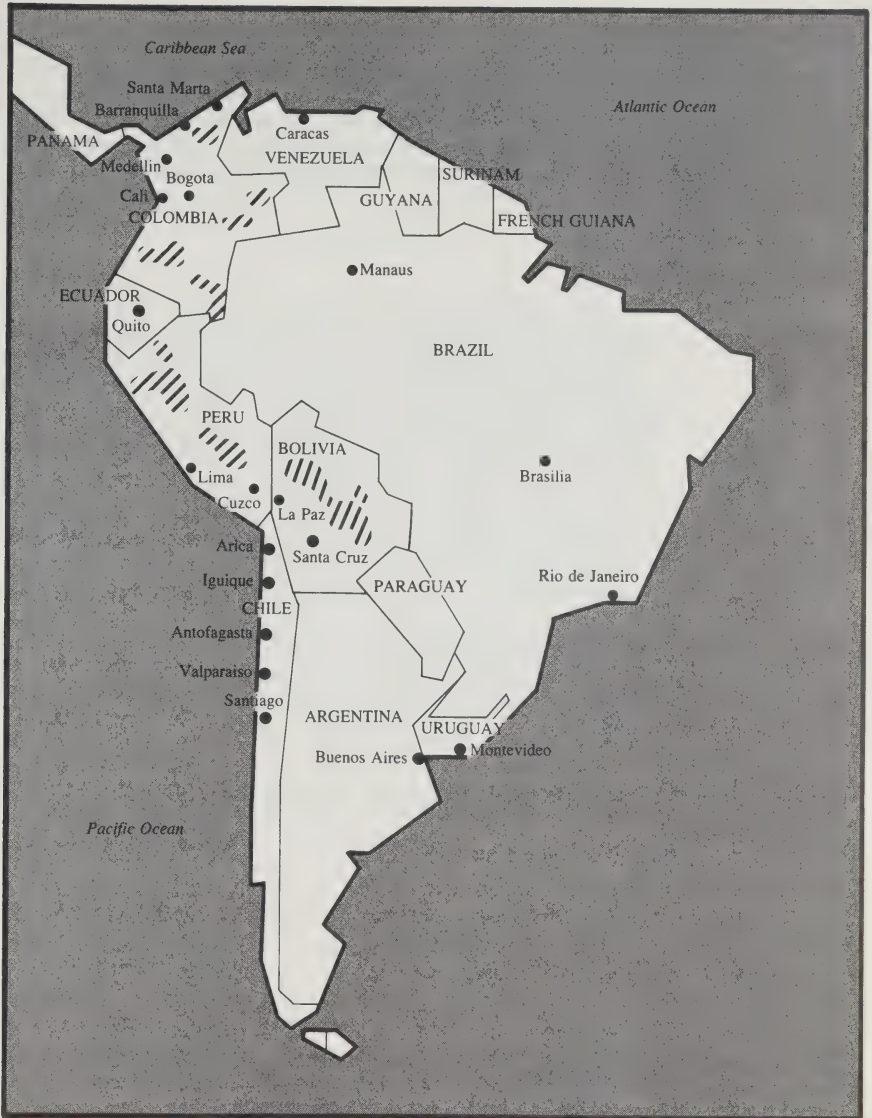 Caribbean Sea
Santa Marta
Barranquilla
Atlantic Ocean
Caracas
PANAMA
VENEZUELA
Medellin
SURINAM
Bogota
GUYANA
Cali
COLOMBIA
FRENCH GUIANA
Manaus
ECUADOR
Quito
BRAZIL
PERU
BOLIVIA
Lima
Brasilia
Cuzco
La Paz
Arica
Santa Cruz
Iguique
PARAGUAY
Rio de Janeiro
CHILE
Antofagasta
Valparaiso
Santiago
ARGENTINA
URUGUAY
Buenos Aires
Montevideo
Pacific Ocean